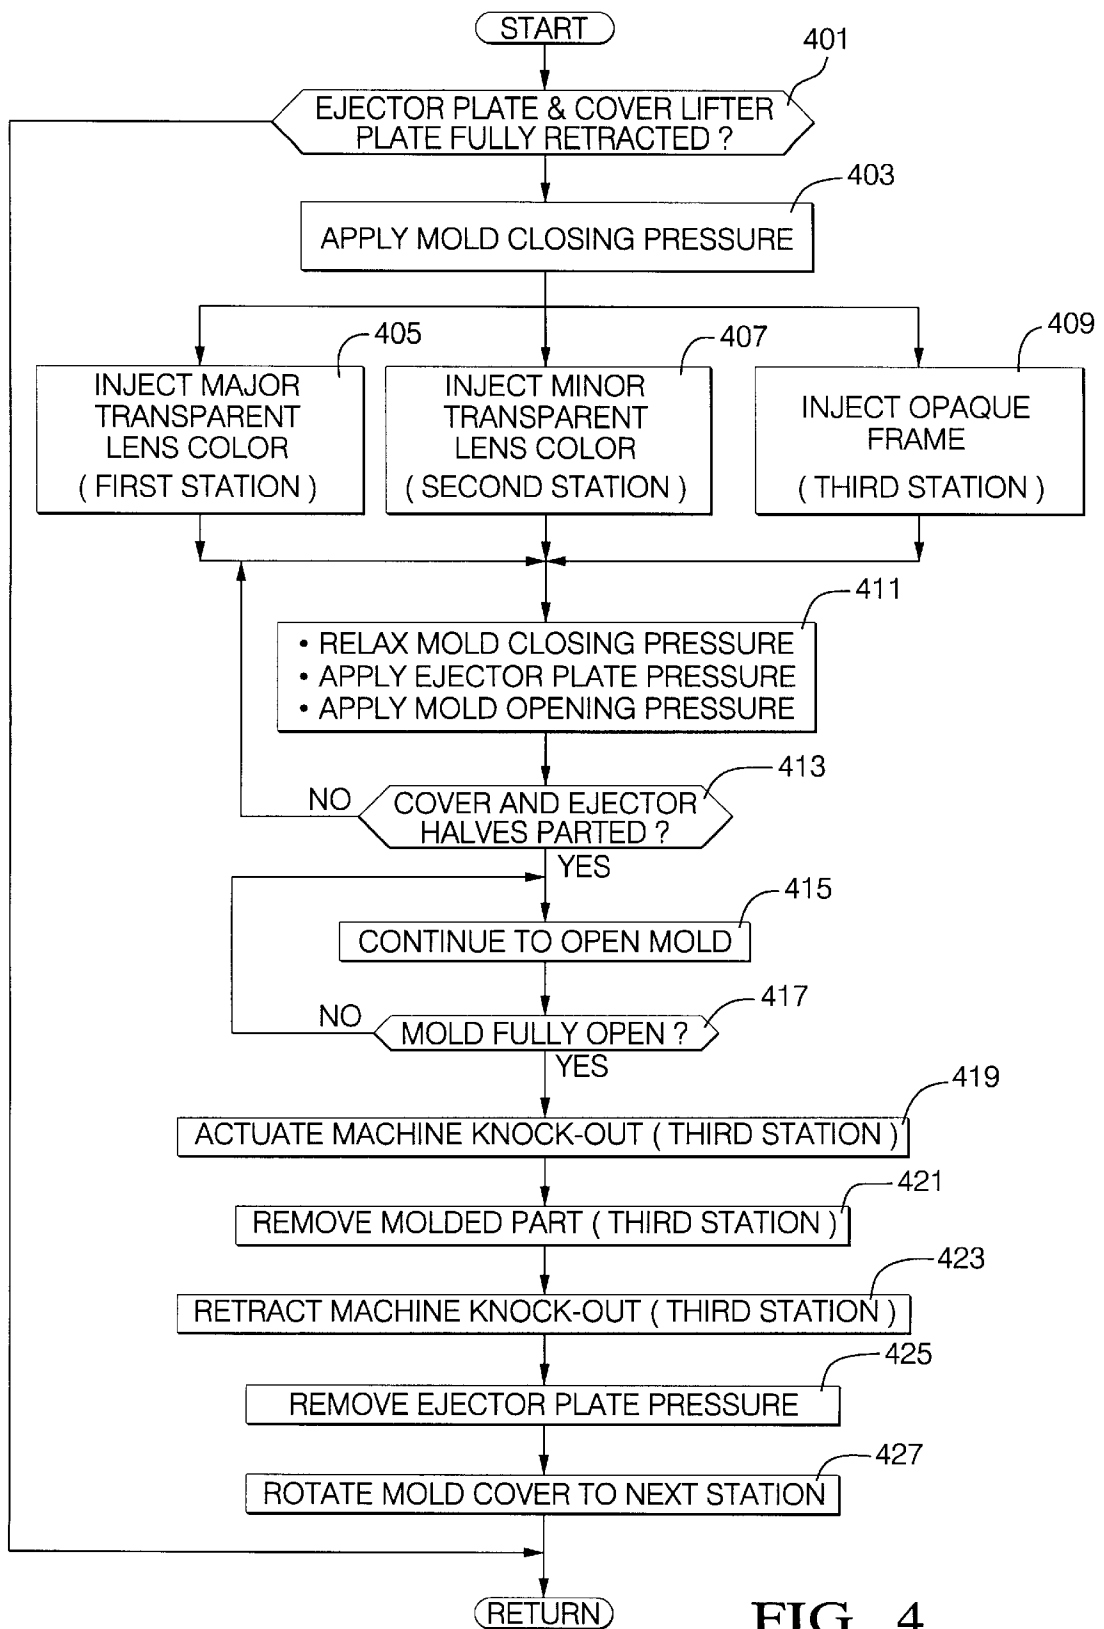 START
401
EJECTOR PLATE & COVER LIFTER
PLATE FULLY RETRACTED ?
403
APPLY MOLD CLOSING PRESSURE
405
INJECT MAJOR
TRANSPARENT
LENS COLOR
( FIRST STATION )
407
INJECT MINOR
TRANSPARENT
LENS COLOR
( SECOND STATION )
409
INJECT OPAQUE
FRAME
( THIRD STATION )
411
• RELAX MOLD CLOSING PRESSURE
• APPLY EJECTOR PLATE PRESSURE
• APPLY MOLD OPENING PRESSURE
413
NO
COVER AND EJECTOR
HALVES PARTED ?
YES
415
CONTINUE TO OPEN MOLD
417
NO
MOLD FULLY OPEN ?
YES
419
ACTUATE MACHINE KNOCK-OUT ( THIRD STATION )
421
REMOVE MOLDED PART ( THIRD STATION )
423
RETRACT MACHINE KNOCK-OUT ( THIRD STATION )
425
REMOVE EJECTOR PLATE PRESSURE
427
ROTATE MOLD COVER TO NEXT STATION
RETURN
FIG. 4